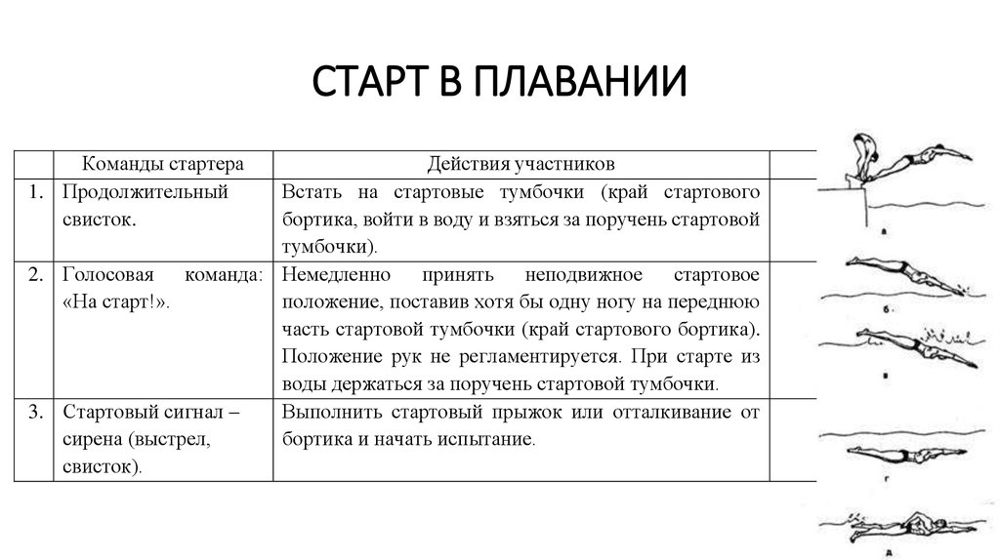 СТАРТ В ПЛАВАНИИ
Команды стартера
Действия участников
1. Продолжительный
свисток.
Встать на стартовые тумбочки (край стартового
бортика, войти в воду и взяться за поручень стартовой
тумбочки).
2. Голосовая команда:
«На старт!».
Немедленно принять неподвижное стартовое
положение, поставив хотя бы одну ногу на переднюю
часть стартовой тумбочки (край стартового бортика).
Положение рук не регламентируется. При старте из
воды держаться за поручень стартовой тумбочки.
3. Стартовый сигнал –
сирена (выстрел,
свисток).
Выполнить стартовый прыжок или отталкивание от
бортика и начать испытание.
а
б.
в
г
д